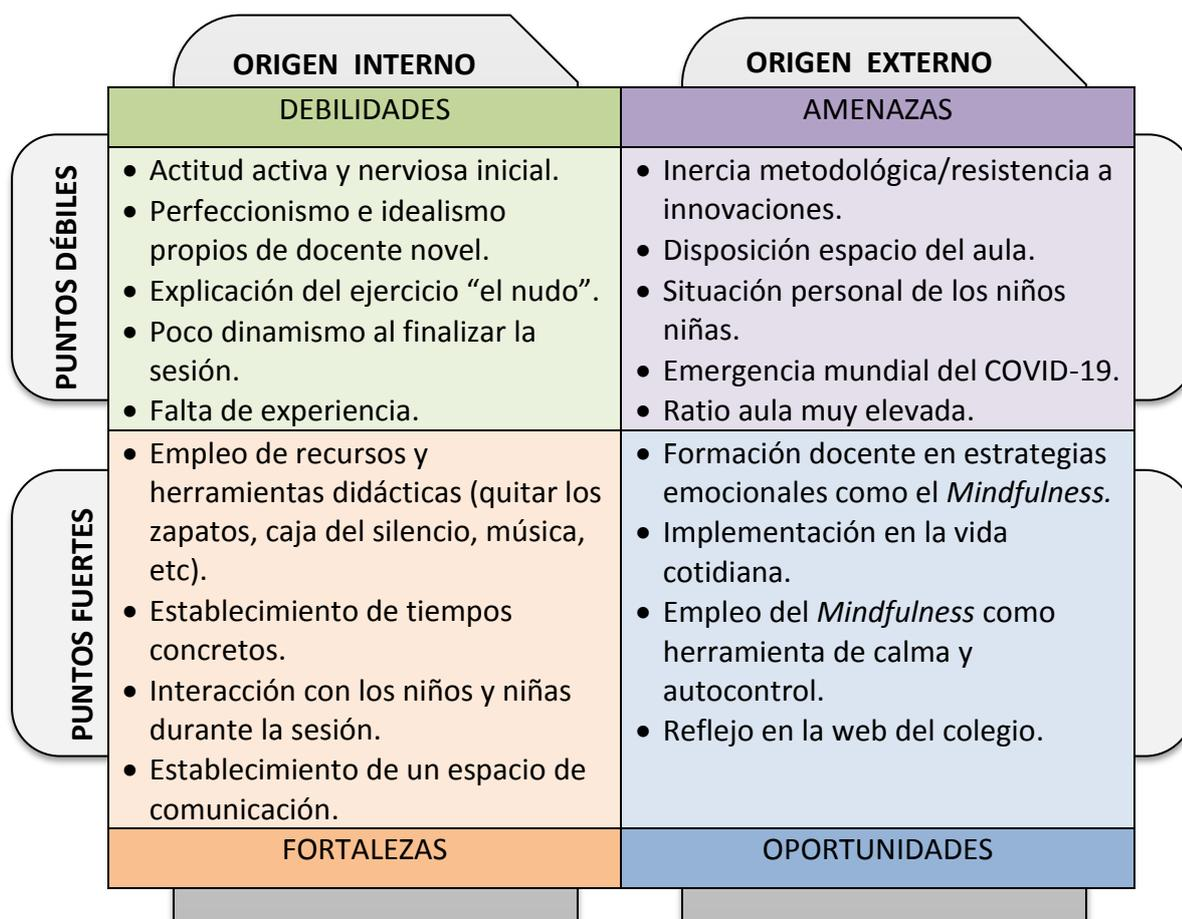 ORIGEN INTERNO
ORIGEN EXTERNO
DEBILIDADES
AMENAZAS
PUNTOS DÉBILES
• Actitud activa y nerviosa inicial.
• Perfeccionismo e idealismo
propios de docente novel.
• Explicación del ejercicio “el nudo”.
• Poco dinamismo al finalizar la
sesión.
• Falta de experiencia.
• Inercia metodológica/resistencia a
innovaciones.
• Disposición espacio del aula.
• Situación personal de los niños
niñas.
• Emergencia mundial del COVID-19.
• Ratio aula muy elevada.
PUNTOS FUERTES
• Empleo de recursos y
herramientas didácticas (quitar los
zapatos, caja del silencio, música,
etc).
• Establecimiento de tiempos
concretos.
• Interacción con los niños y niñas
durante la sesión.
• Establecimiento de un espacio de
comunicación.
• Formación docente en estrategias
emocionales como el Mindfulness.
• Implementación en la vida
cotidiana.
• Empleo del Mindfulness como
herramienta de calma y
autocontrol.
• Reflejo en la web del colegio.
FORTALEZAS
OPORTUNIDADES